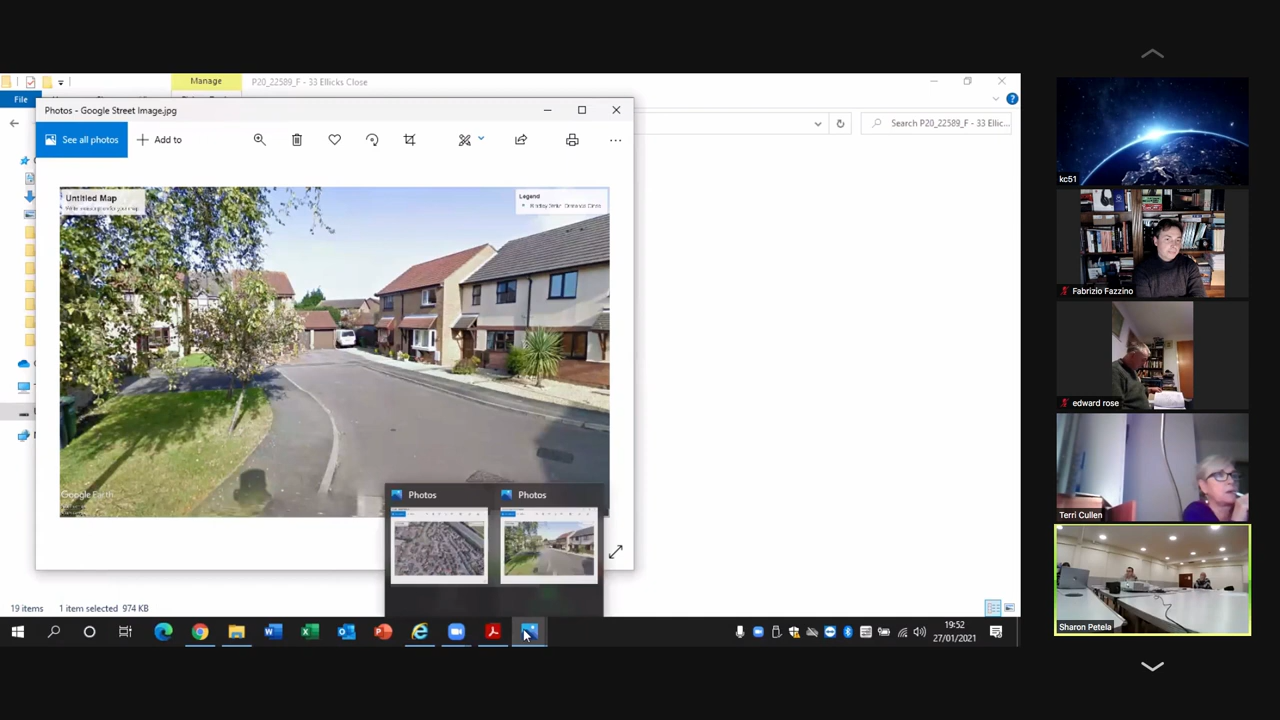 Manage
P20_22589_F - 33 Ellicks Close
File
Photos - Google Street Image.jpg
See all photos
Add to
Search P20_22589_F - 33 Ellic...
Untitled Map
Legend
Google Earth
Photos
Photos
19 items
1 item selected 974 KB
19:52
27/01/2021
kc51
Fabrizio Fazzino
edward rose
Terri Cullen
Sharon Petela